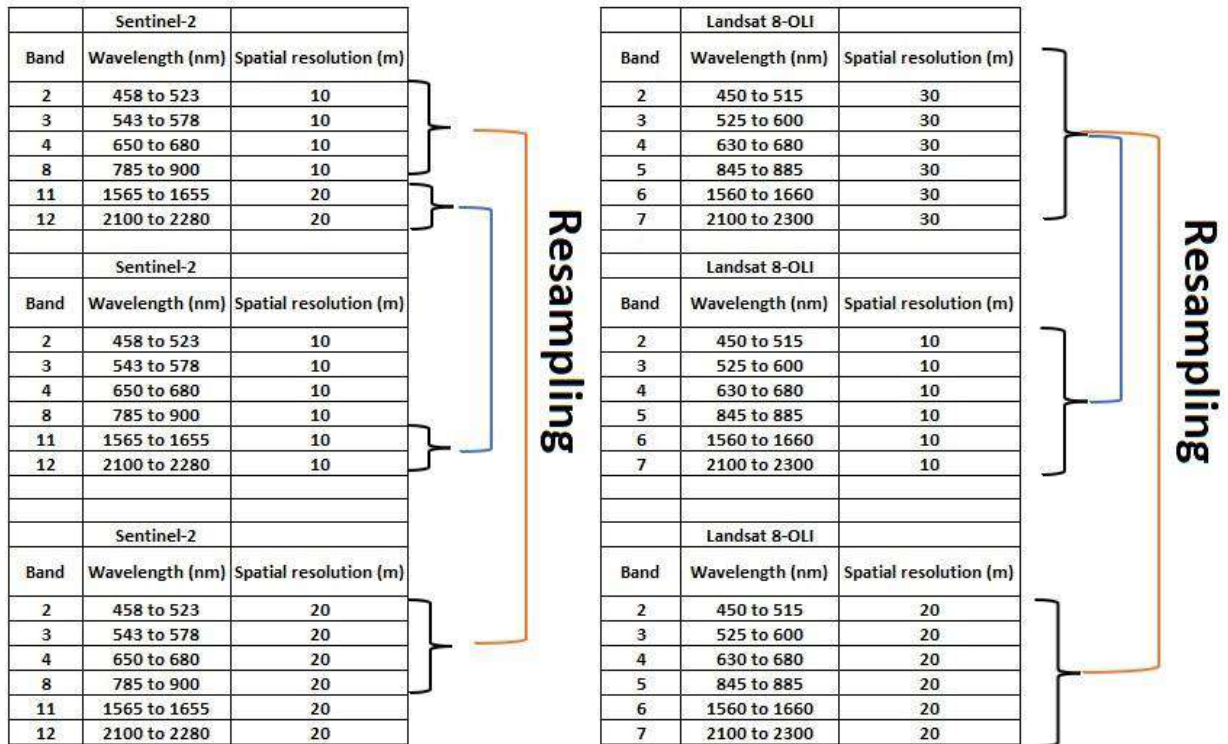 Sentinel-2
Band Wavelength (nm) Spatial resolution (m)
2 458 to 523 10
3 543 to 578 10
4 650 to 680 10
8 785 to 900 10
11 1565 to 1655 20
12 2100 to 2280 20
Sentinel-2
Band Wavelength (nm) Spatial resolution (m)
2 458 to 523 10
3 543 to 578 10
4 650 to 680 10
8 785 to 900 10
11 1565 to 1655 10
12 2100 to 2280 10
Sentinel-2
Band Wavelength (nm) Spatial resolution (m)
2 458 to 523 20
3 543 to 578 20
4 650 to 680 20
8 785 to 900 20
11 1565 to 1655 20
12 2100 to 2280 20
Resampling
Landsat 8-OLI
Band Wavelength (nm) Spatial resolution (m)
2 450 to 515 30
3 525 to 600 30
4 630 to 680 30
5 845 to 885 30
6 1560 to 1660 30
7 2100 to 2300 30
Landsat 8-OLI
Band Wavelength (nm) Spatial resolution (m)
2 450 to 515 10
3 525 to 600 10
4 630 to 680 10
5 845 to 885 10
6 1560 to 1660 10
7 2100 to 2300 10
Landsat 8-OLI
Band Wavelength (nm) Spatial resolution (m)
2 450 to 515 20
3 525 to 600 20
4 630 to 680 20
5 845 to 885 20
6 1560 to 1660 20
7 2100 to 2300 20
Resampling